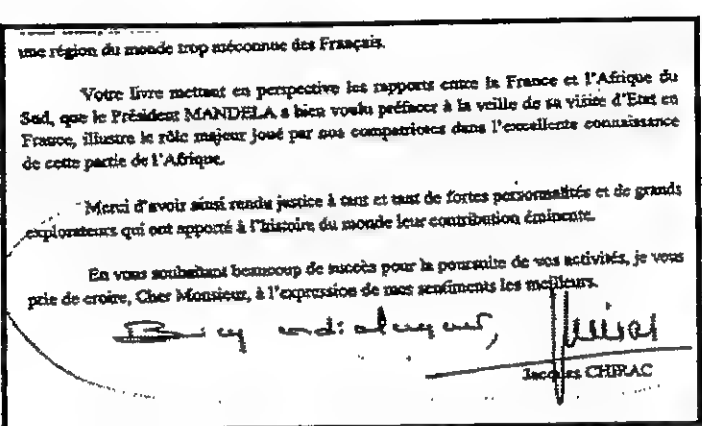 une région du monde trop méconnue des Français.
Votre livre mettant en perspective les rapports entre la France et l'Afrique du
Sud, que le Président MANDELA a bien voulu préfacer à la veille de sa visite d'Etat en
France, illustre le rôle majeur joué par nos compatriotes dans l'excellente connaissance
de cette partie de l'Afrique.
Merci d'avoir ainsi rendu justice à tant et tant de fortes personnalités et de grands
explorateurs qui ont apporté à l'histoire du monde leur contribution éminente.
En vous souhaitant beaucoup de succès pour la poursuite de vos activités, je vous
prie de croire, Cher Monsieur, à l'expression de mes sentiments les meilleurs.
Bien cordialement,
Jacques CHIRAC